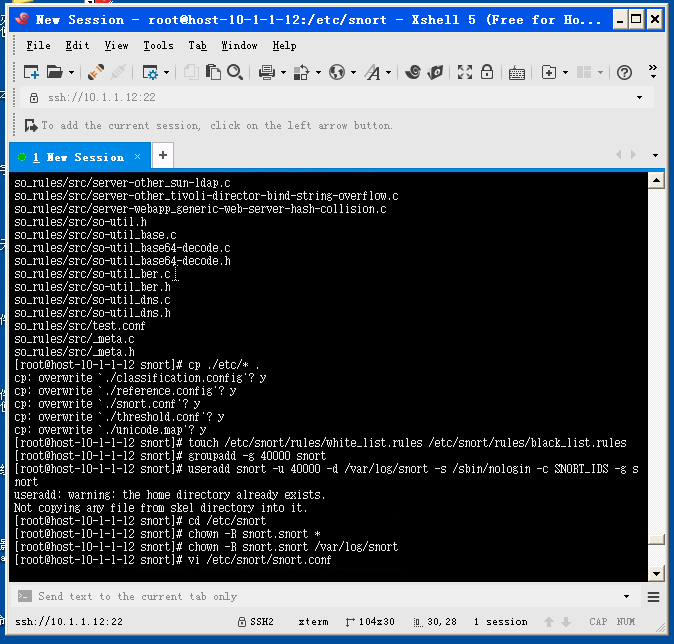 New Session - root@host-10-1-1-12:/etc/snort - Xshell 5 (Free for Ho...
File Edit View Tools Tab Window Help
ssh://10.1.1.12:22
To add the current session, click on the left arrow button.
1 New Session × +
so_rules/src/server-other_sun-ldap.c
so_rules/src/server-other_tivoli-director-bind-string-overflow.c
so_rules/src/server-webapp_generic-web-server-hash-collision.c
so_rules/src/so-util.h
so_rules/src/so-util_base.c
so_rules/src/so-util_base64-decode.c
so_rules/src/so-util_base64-decode.h
so_rules/src/so-util_ber.c
so_rules/src/so-util_ber.h
so_rules/src/so-util_dns.c
so_rules/src/so-util_dns.h
so_rules/src/test.conf
so_rules/src/_meta.c
so_rules/src/_meta.h
[root@host-10-1-1-12 snort]# cp ./etc/* .
cp: overwrite `./classification.config'? y
cp: overwrite `./reference.config'? y
cp: overwrite `./snort.conf'? y
cp: overwrite `./threshold.conf'? y
cp: overwrite `./unicode.map'? y
[root@host-10-1-1-12 snort]# touch /etc/snort/rules/white_list.rules /etc/snort/rules/black_list.rules
[root@host-10-1-1-12 snort]# groupadd -g 40000 snort
[root@host-10-1-1-12 snort]# useradd snort -u 40000 -d /var/log/snort -s /sbin/nologin -c SNORT_IDS -g s
nort
useradd: warning: the home directory already exists.
Not copying any file from skel directory into it.
[root@host-10-1-1-12 snort]# cd /etc/snort
[root@host-10-1-1-12 snort]# chown -R snort.snort *
[root@host-10-1-1-12 snort]# chown -R snort.snort /var/log/snort
[root@host-10-1-1-12 snort]# vi /etc/snort/snort.conf
Send text to the current tab only
ssh://10.1.1.12:22 SSH2 xterm 104x30 30,28 1 session CAP NUM